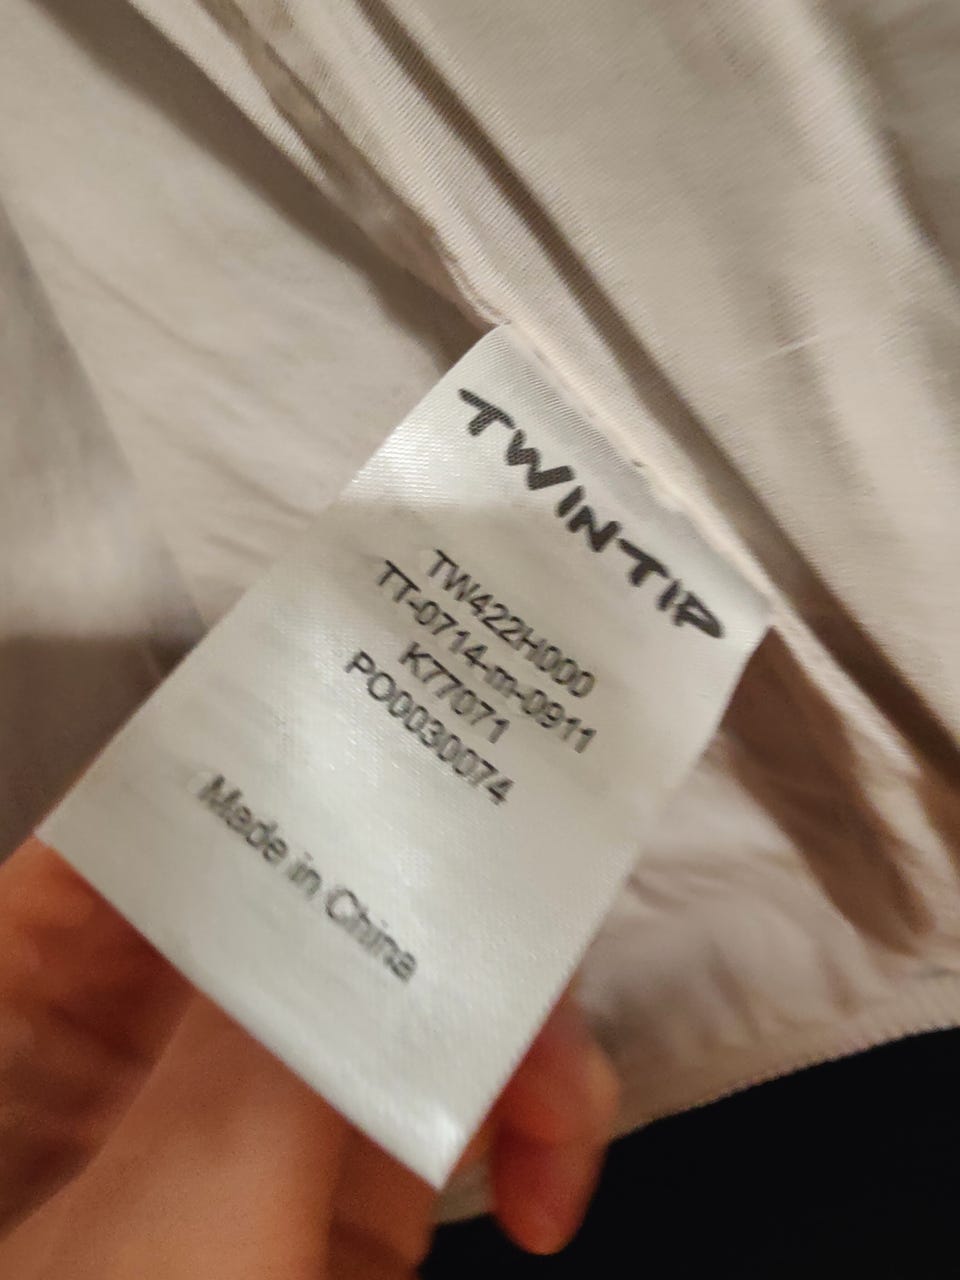 TWINTIP
TW422H000
TT-0714-m-0911
K77071
PO0030074
Made in China